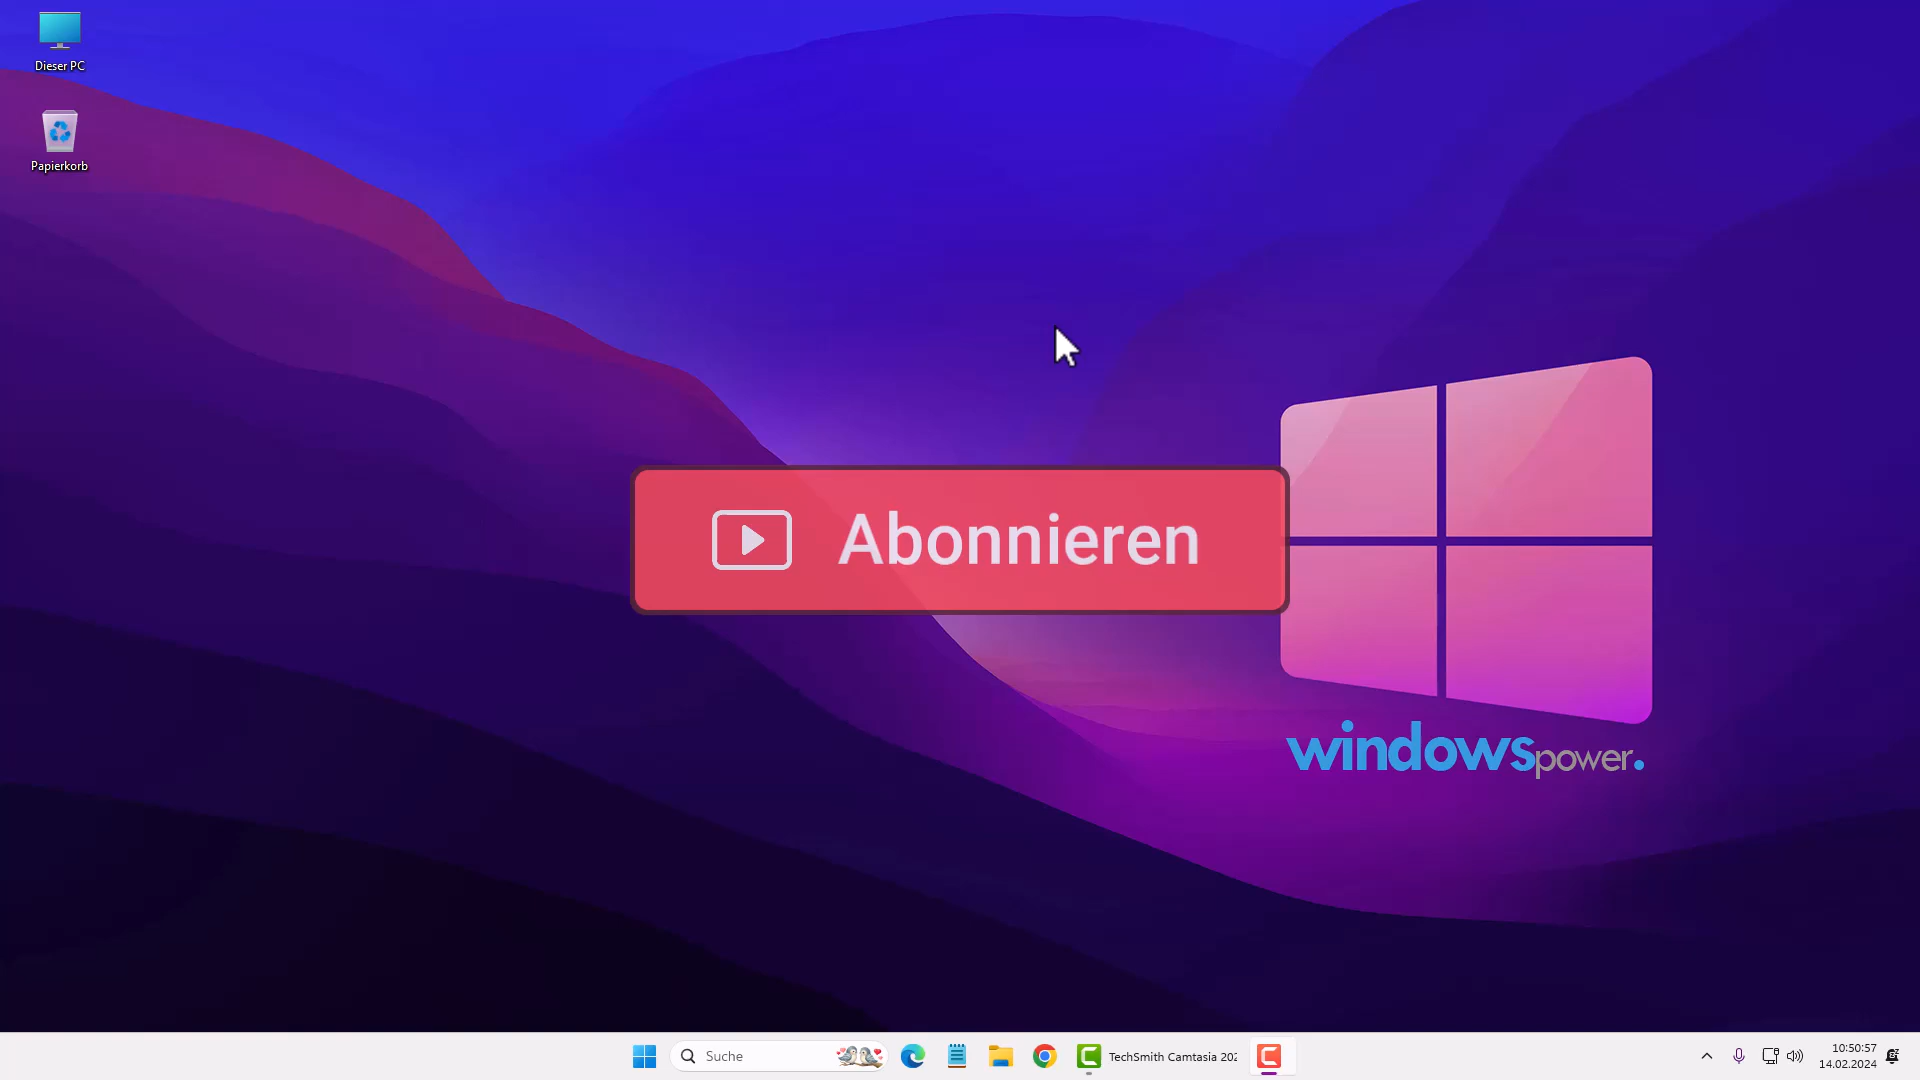 Dieser PC
Papierkorb
Abonnieren
windowspower.
Suche
TechSmith Camtasia 202
10:50:57
14.02.2024